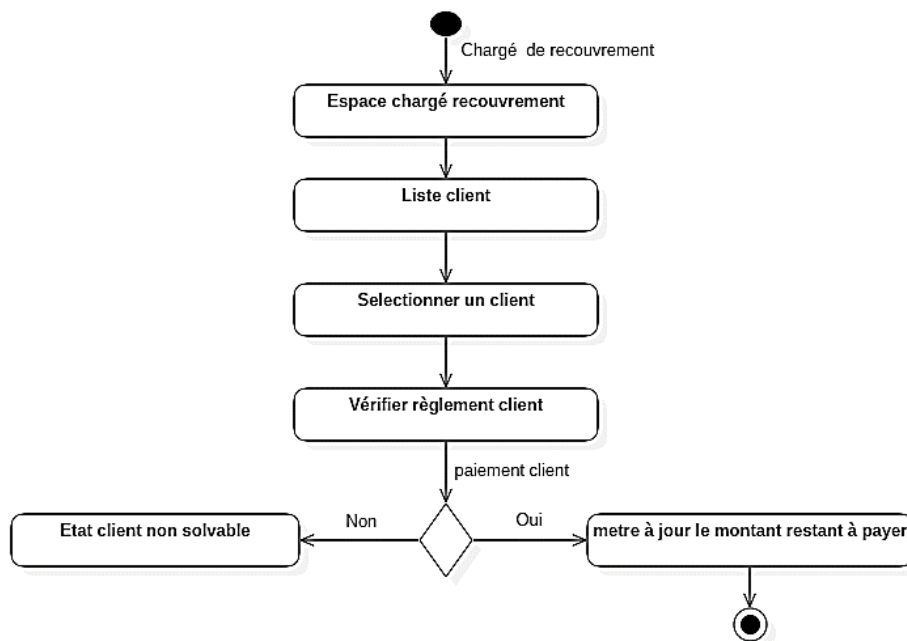 Chargé de recouvrement
Espace chargé recouvrement
Liste client
Selectionner un client
Vérifier règlement client
paiement client
Non
Oui
Etat client non solvable
metre à jour le montant restant à payer